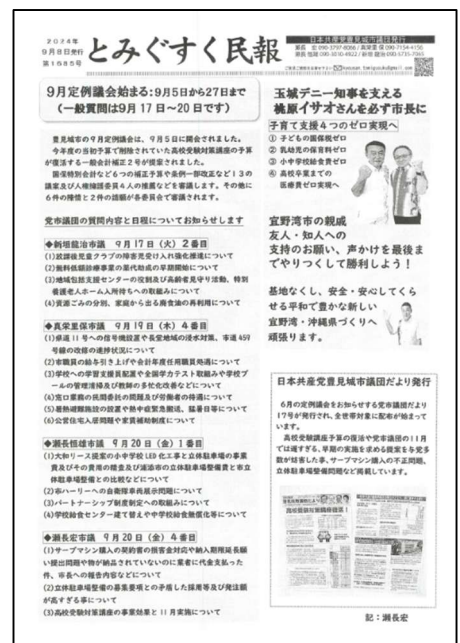 2024年
9月8日発行
第1685号
とみぐすく民報
日本共産党豊見城市議団発行
9月定例議会始まる:9月5日から27日まで
(一般質問は9月17日~20日です)
豊見城市の9月定例議会は、9月5日に開会されました。
今年度の当初予算で削除されていた高校受験対策講座の予算
が復活する一般会計補正2号が提案されました。
国保特別会計など6つの補正予算や条例一部改正など13の
議案及び人権擁護委員4人の推薦などを審議します。その他に
6件の陳情と2件の請願が各委員会で審議されます。
党市議団の質問内容と日程についてお知らせします
◆新垣龍治市議 9月17日(火)2番目
(1)放課後児童クラブの障害児受け入れ強化推進について
(2)無料低額診療事業の薬代助成の早期開始について
(3)地域包括支援センターの役割及び高齢者見守り活動、特別
養護老人ホーム入所待ちへの取組みについて
(4)資源ごみの分別、家庭から出る廃食油の再利用について
◆真栄里保市議 9月19日(木)4番目
(1)県道11号への信号機設置や長堂地域の浸水対策、市道459
号線の改修の進捗状況について
(2)市職員の給与引き上げや会計年度任用職員処遇について
(3)学校への学習支援員配置や全国学力テスト取組みや学校プ
ールの管理清掃及び教師の多忙化改善などについて
(4)窓口業務の民間委託の問題及び労働者の待遇について
(5)暑熱避難施設の設置や熱中症緊急搬送、猛暑日等について
(6)公営住宅入居問題や家賃補助制度について
◆瀬長恒雄市議 9月20日(金)1番目
(1)大和リース提案の小中学校LED化工事と立体駐車場の事業
費及びその費用の精査及び浦添市の立体駐車場整備費と市立
体駐車場整備との比較などについて
(2)市ハーリーへの自衛隊車両展示問題について
(3)パートナーシップ制度制定への取組みについて
(4)学校給食センター建て替えや中学校給食無償化等について
◆瀬長宏市議 9月20日(金)4番目
(1)サーブマシン購入の契約書の損害金対応や納入期限延長願
い提出問題や物が納品されていないのに業者に代金支払った
件、市長への報告内容などについて
(2)立体駐車場整備の募集要項との矛盾した採用等及び発注額
が高すぎる事について
(3)高校受験対策講座の事業効果と11月実施について
玉城デニー知事を支える
桃原イサオさんを必ず市長に
子育て支援4つのゼロ実現へ
① 子どもの国保税ゼロ
② 乳幼児の保育料ゼロ
③ 小中学校給食費ゼロ
④ 高校卒業までの
医療費ゼロ実現へ
宜野湾市の親戚
友人・知人への
支持のお願い、声かけを最後ま
でやりつくして勝利しよう!
基地なくし、安全・安心してくら
せる平和で豊かな新しい
宜野湾・沖縄県づくりへ
頑張ります。
日本共産党豊見城市議団だより発行
6月の定例議会をお知らせする党市議団だより
17号が発行され、全世帯対象に配布が始まって
います。
高校受験講座予算の復活や党市議団の11月
では遅すぎる、早期の実施を求める提案を与党多
数が妨害した事、サーブマシン購入の不正問題、
立体駐車場整備問題など掲載しています。
記:瀬長宏